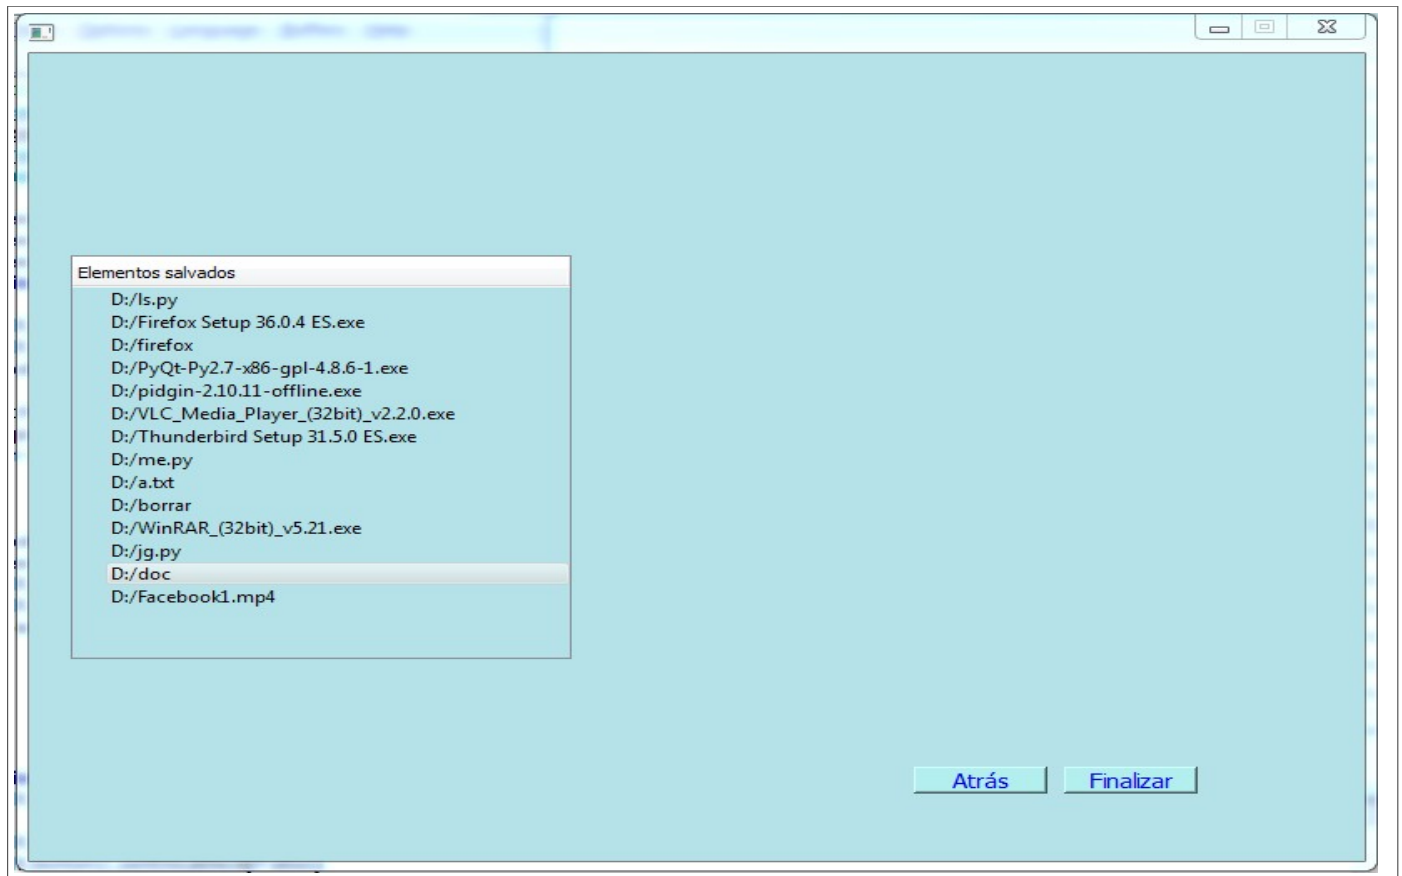 Elementos salvados
D:/ls.py
D:/Firefox Setup 36.0.4 ES.exe
D:/firefox
D:/PyQt-Py2.7-x86-gpl-4.8.6-1.exe
D:/pidgin-2.10.11-offline.exe
D:/VLC_Media_Player_(32bit)_v2.2.0.exe
D:/Thunderbird Setup 31.5.0 ES.exe
D:/me.py
D:/a.txt
D:/borrar
D:/WinRAR_(32bit)_v5.21.exe
D:/jg.py
D:/doc
D:/Facebook1.mp4
Atrás Finalizar